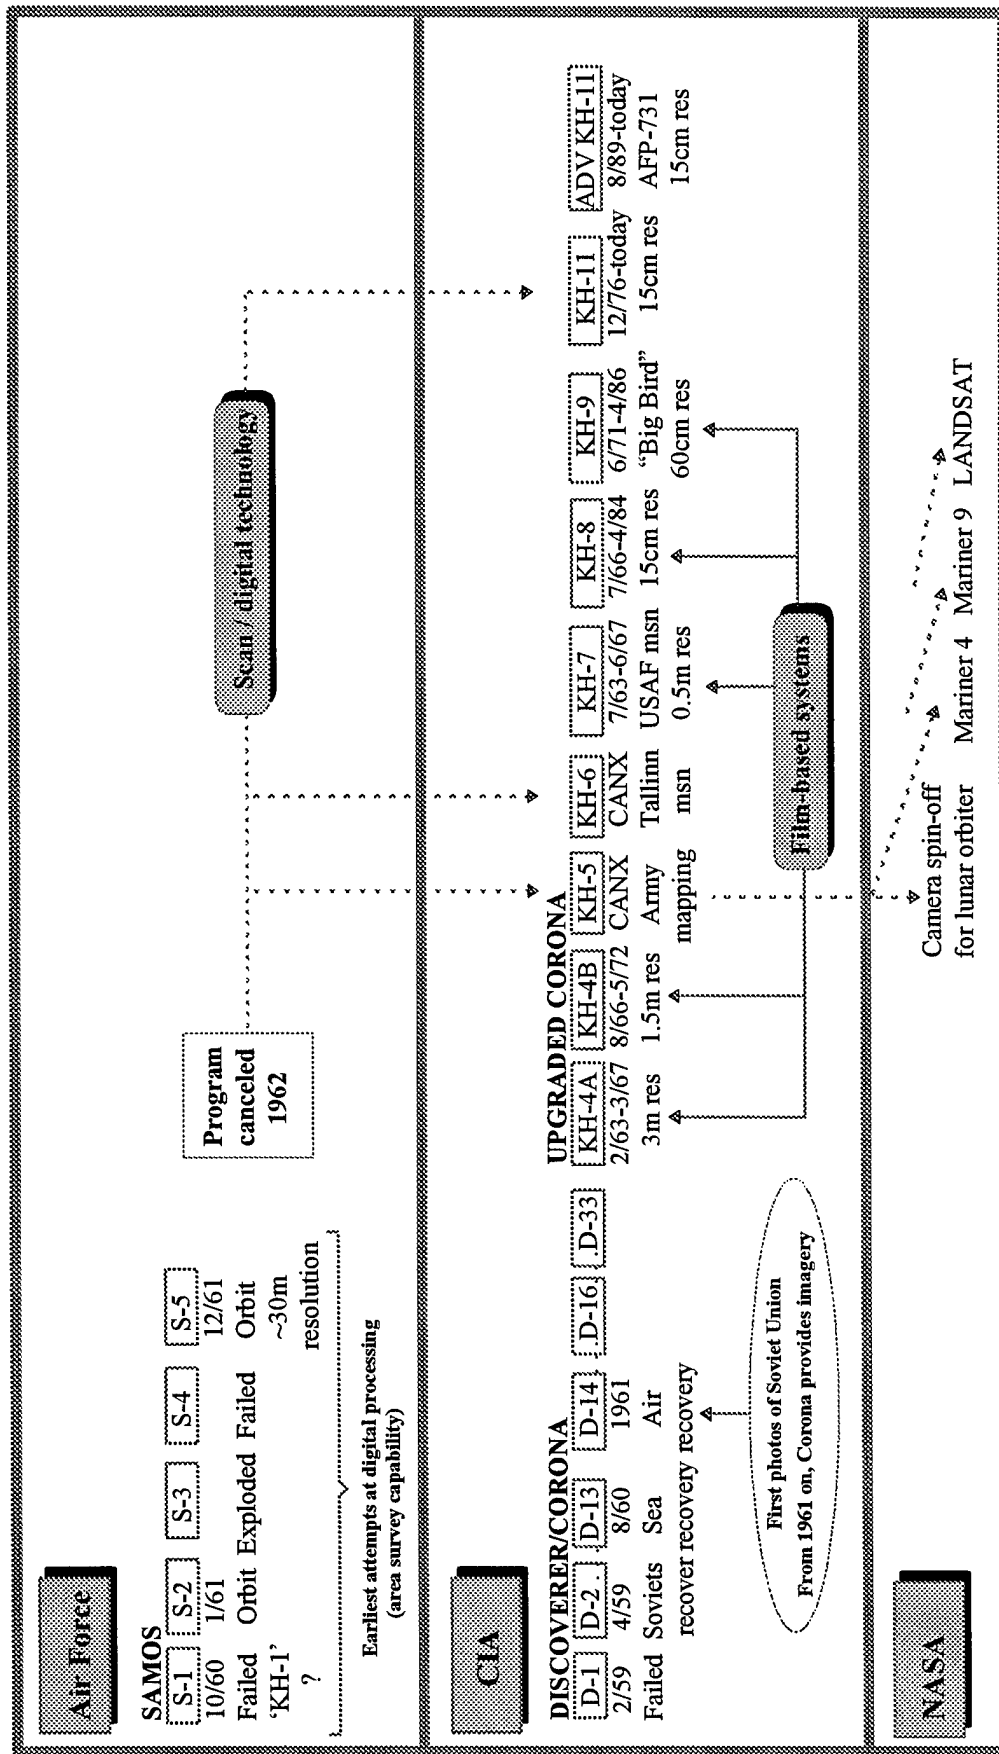 Air Force
SAMOS
S-1
10/60
Failed
'KH-1'
?
S-2
1/61
Orbit
S-3
Exploded
S-4
Failed
S-5
12/61
Orbit
~30m
resolution
Earliest attempts at digital processing
(area survey capability)
Program
canceled
1962
Scan / digital technology
CIA
DISCOVERER/CORONA
D-1
2/59
Failed
D-2 .
4/59
Soviets
recover
D-13
8/60
Sea
recovery
D-14
1961
Air
recovery
. .D-16.
. .D-33
First photos of Soviet Union
From 1961 on, Corona provides imagery
UPGRADED CORONA
KH-4A
2/63-3/67
3m res
KH-4B
8/66-5/72
1.5m res
KH-5
CANX
Army
mapping
KH-6
CANX
Tallinn
msn
KH-7
7/63-6/67
USAF msn
0.5m res
KH-8
7/66-4/84
15cm res
KH-9
6/71-4/86
“Big Bird”
60cm res
KH-11
12/76-today
15cm res
ADV KH-11
8/89-today
AFP-731
15cm res
Film-based systems
NASA
Camera spin-off
for lunar orbiter
Mariner 4
Mariner 9
LANDSAT